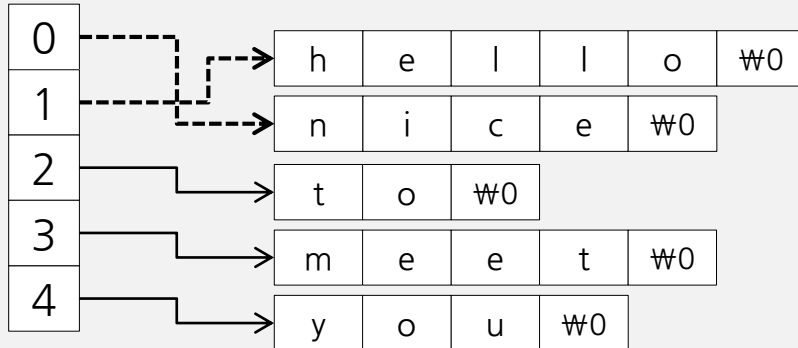 0
1
2
3
4
h e l l o ₩0
n i c e ₩0
t o ₩0
m e e t ₩0
y o u ₩0